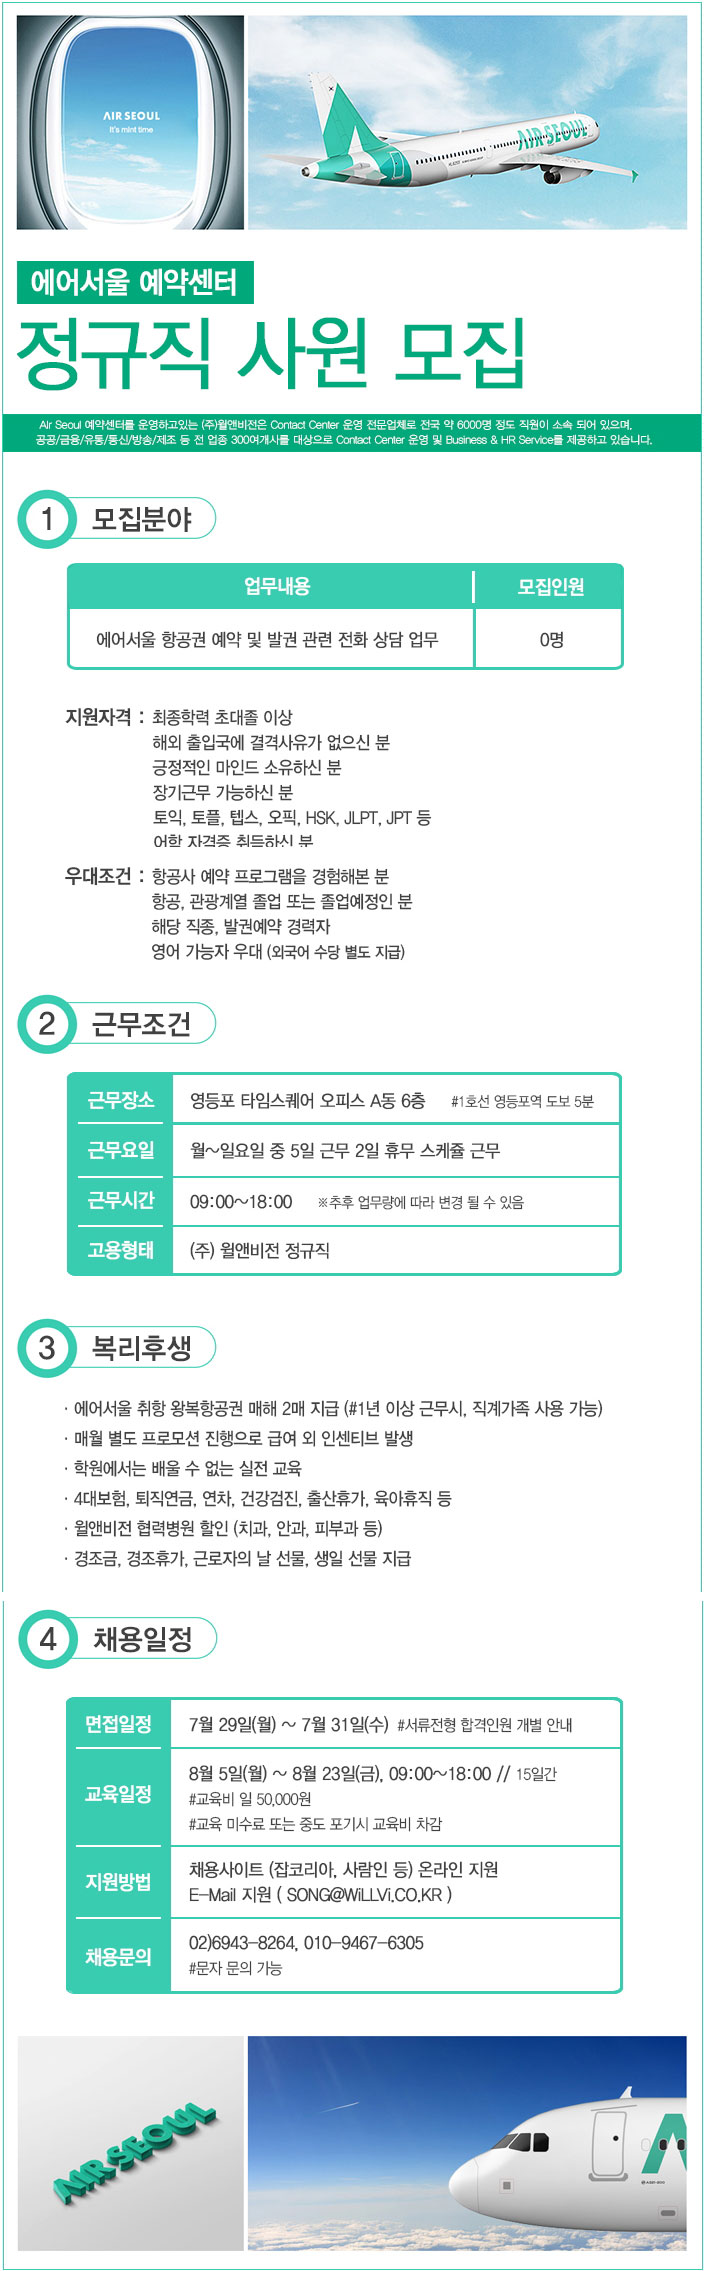 AIR SEOUL
It's mint time
AIR SEOUL
에어서울 예약센터
정규직 사원 모집
Air Seoul 예약센터를 운영하고있는 (주)윌앤비전은 Contact Center 운영 전문업체로 전국 약 6000명 정도 직원이 소속 되어 있으며,
공공/금융/유통/통신/방송/제조 등 전 업종 300여개사를 대상으로 Contact Center 운영 및 Business & HR Service를 제공하고 있습니다.
1 모집분야
업무내용 모집인원
에어서울 항공권 예약 및 발권 관련 전화 상담 업무 0명
지원자격 : 최종학력 초대졸 이상
해외 출입국에 결격사유가 없으신 분
긍정적인 마인드 소유하신 분
장기근무 가능하신 분
토익, 토플, 텝스, 오픽, HSK, JLPT, JPT 등
어학 자격증 취득하신 분
우대조건 : 항공사 예약 프로그램을 경험해본 분
항공, 관광계열 졸업 또는 졸업예정인 분
해당 직종, 발권예약 경력자
영어 가능자 우대 (외국어 수당 별도 지급)
2 근무조건
근무장소 영등포 타임스퀘어 오피스 A동 6층 #1호선 영등포역 도보 5분
근무요일 월~일요일 중 5일 근무 2일 휴무 스케쥴 근무
근무시간 09:00~18:00 ※추후 업무량에 따라 변경 될 수 있음
고용형태 (주) 윌앤비전 정규직
3 복리후생
· 에어서울 취항 왕복항공권 매해 2매 지급 (#1년 이상 근무시, 직계가족 사용 가능)
· 매월 별도 프로모션 진행으로 급여 외 인센티브 발생
· 학원에서는 배울 수 없는 실전 교육
· 4대보험, 퇴직연금, 연차, 건강검진, 출산휴가, 육아휴직 등
· 윌앤비전 협력병원 할인 (치과, 안과, 피부과 등)
· 경조금, 경조휴가, 근로자의 날 선물, 생일 선물 지급
4 채용일정
면접일정 7월 29일(월) ~ 7월 31일(수) #서류전형 합격인원 개별 안내
교육일정 8월 5일(월) ~ 8월 23일(금), 09:00~18:00 // 15일간
#교육비 일 50,000원
#교육 미수료 또는 중도 포기시 교육비 차감
지원방법 채용사이트 (잡코리아, 사람인 등) 온라인 지원
E-Mail 지원 ( SONG@WiLLVi.CO.KR )
채용문의 02)6943-8264, 010-9467-6305
#문자 문의 가능
AIR SEOUL